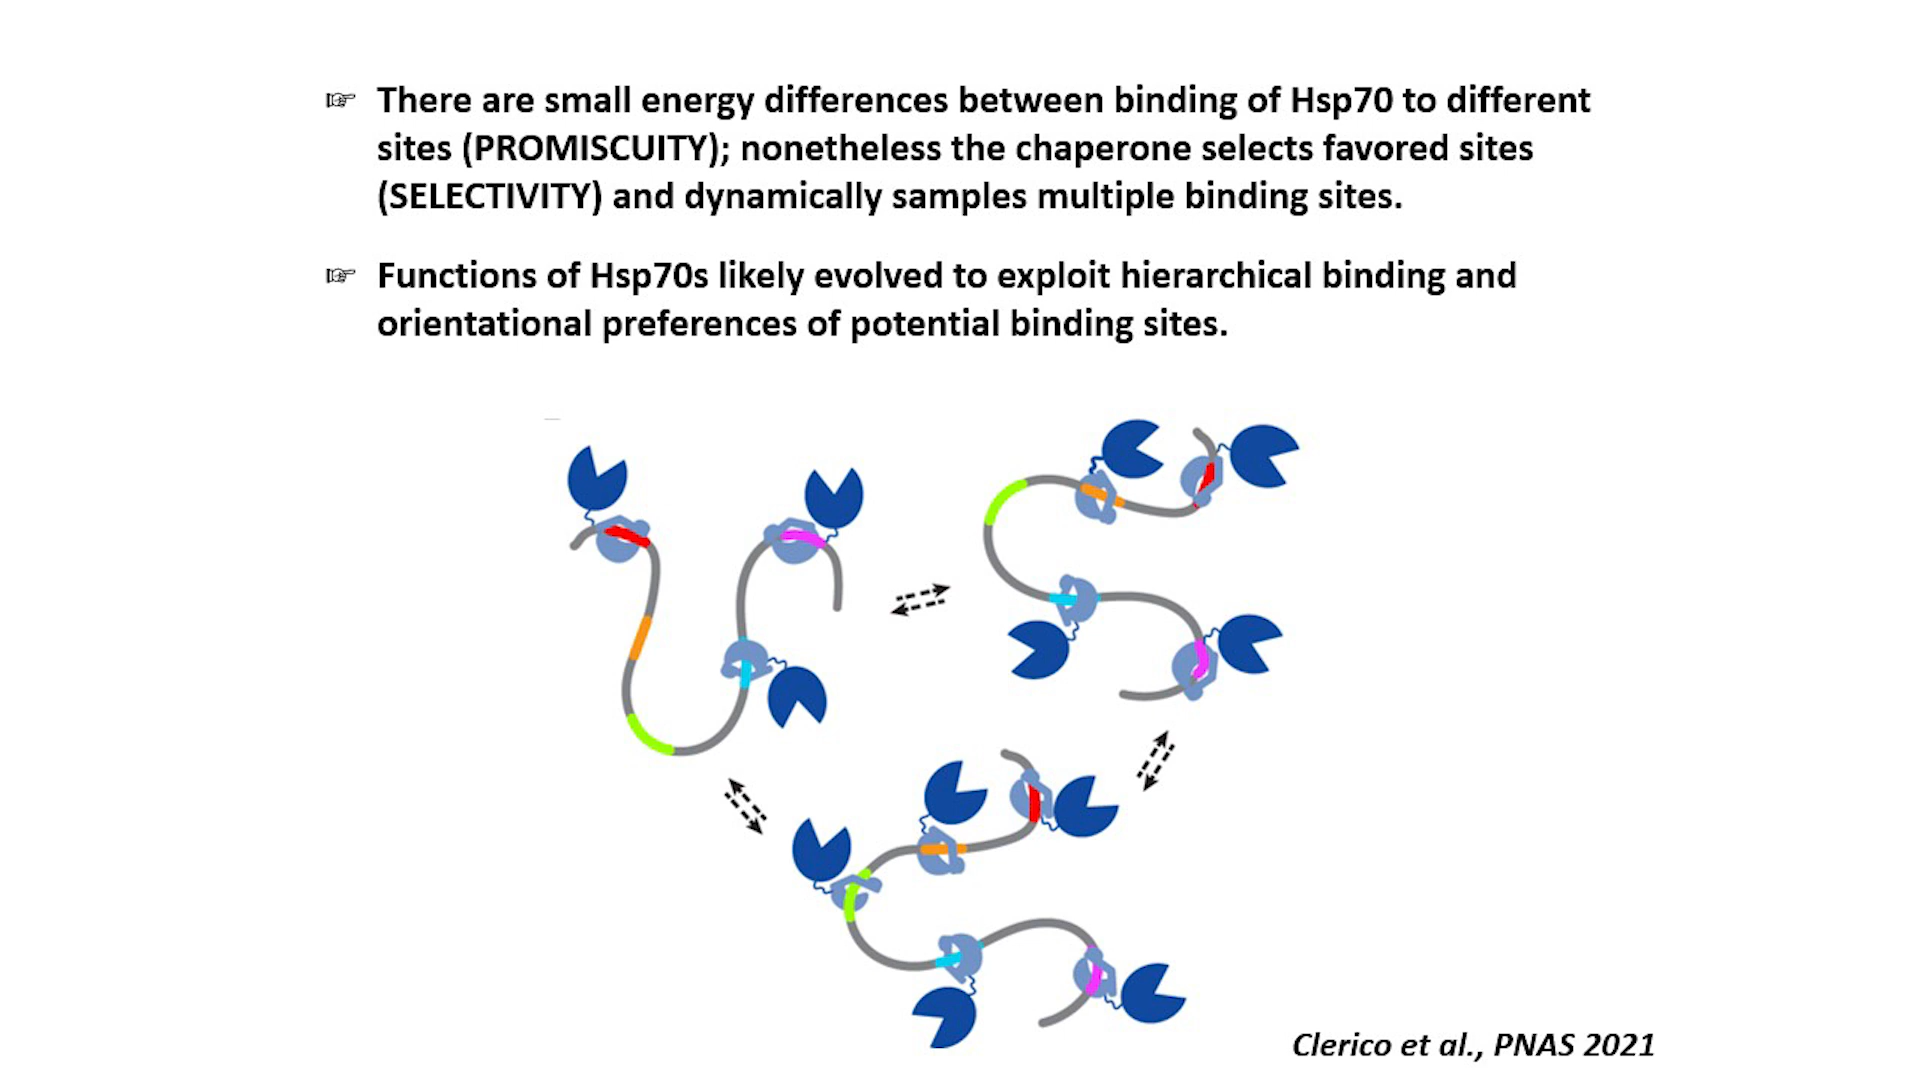 ☞ There are small energy differences between binding of Hsp70 to different
sites (PROMISCUITY); nonetheless the chaperone selects favored sites
(SELECTIVITY) and dynamically samples multiple binding sites.
☞ Functions of Hsp70s likely evolved to exploit hierarchical binding and
orientational preferences of potential binding sites.
Clerico et al., PNAS 2021